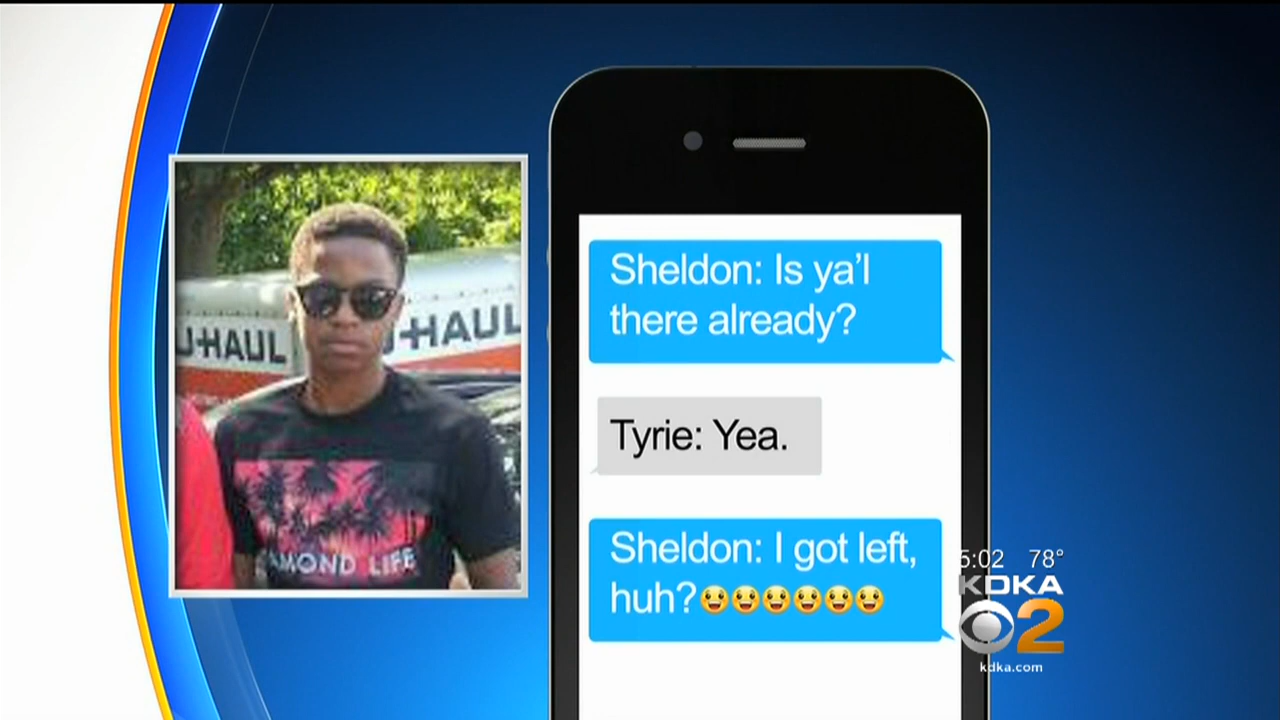 U-HAUL
U-HAUL
AMOND LIFE
Sheldon: Is ya’l
there already?
Tyrie: Yea.
Sheldon: I got left,
huh?😀😀😀😀😀😀
5:02 78°
KDKA
2
kdka.com